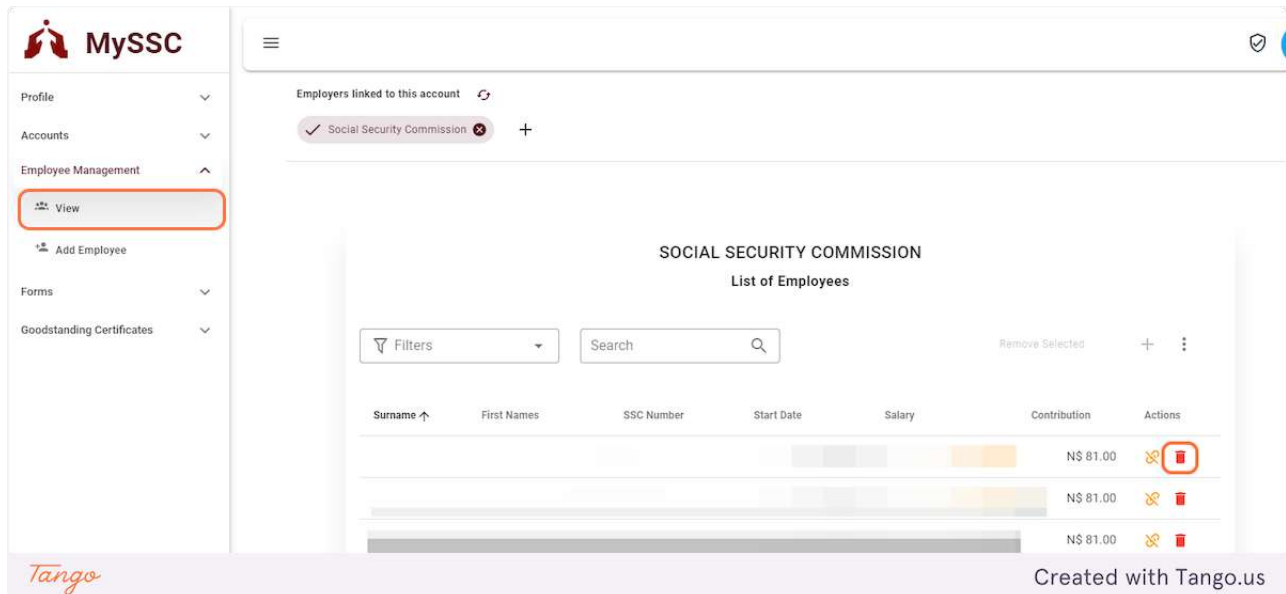 MySSC
Profile
Accounts
Employee Management
View
Add Employee
Forms
Goodstanding Certificates
Employers linked to this account
Social Security Commission
SOCIAL SECURITY COMMISSION
List of Employees
Filters Search Remove Selected
Surname First Names SSC Number Start Date Salary Contribution Actions
N$ 81.00
N$ 81.00
N$ 81.00
Tango Created with Tango.us